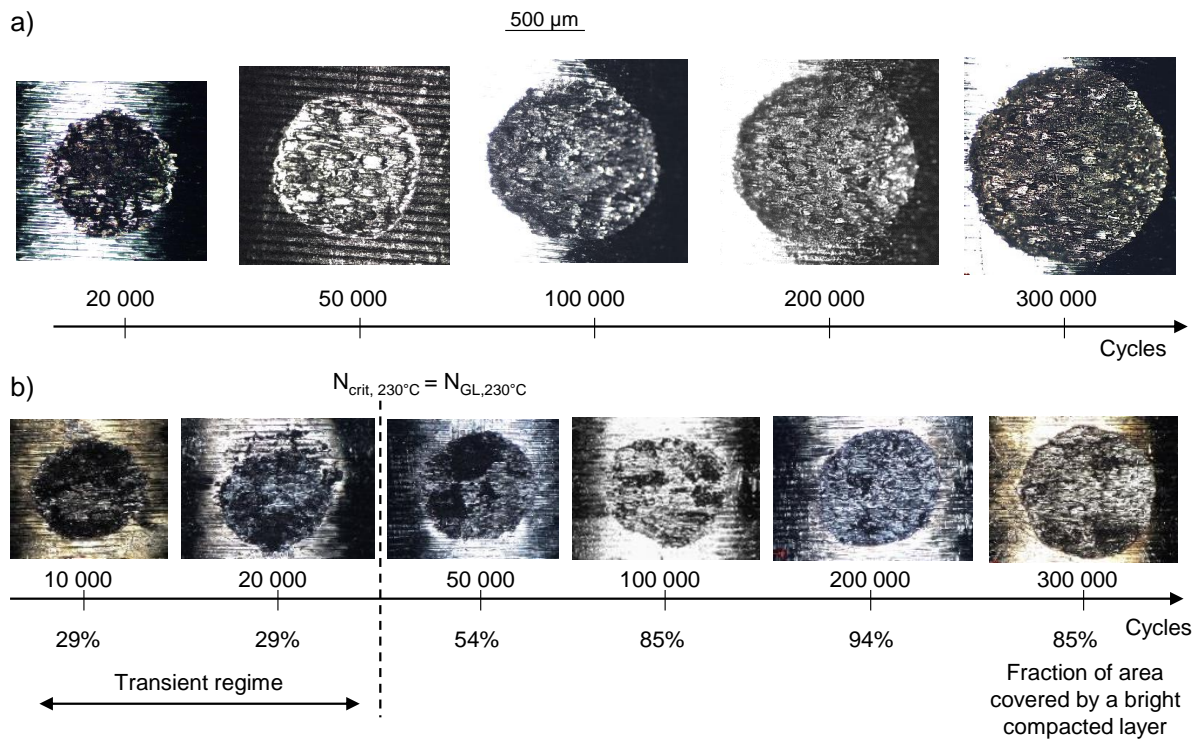 a)
500 µm
20 000
50 000
100 000
200 000
300 000
Cycles
b)
Ncrit, 230°C = NGL,230°C
10 000
20 000
50 000
100 000
200 000
300 000
29%
29%
54%
85%
94%
85%
Cycles
Transient regime
Fraction of area
covered by a bright
compacted layer